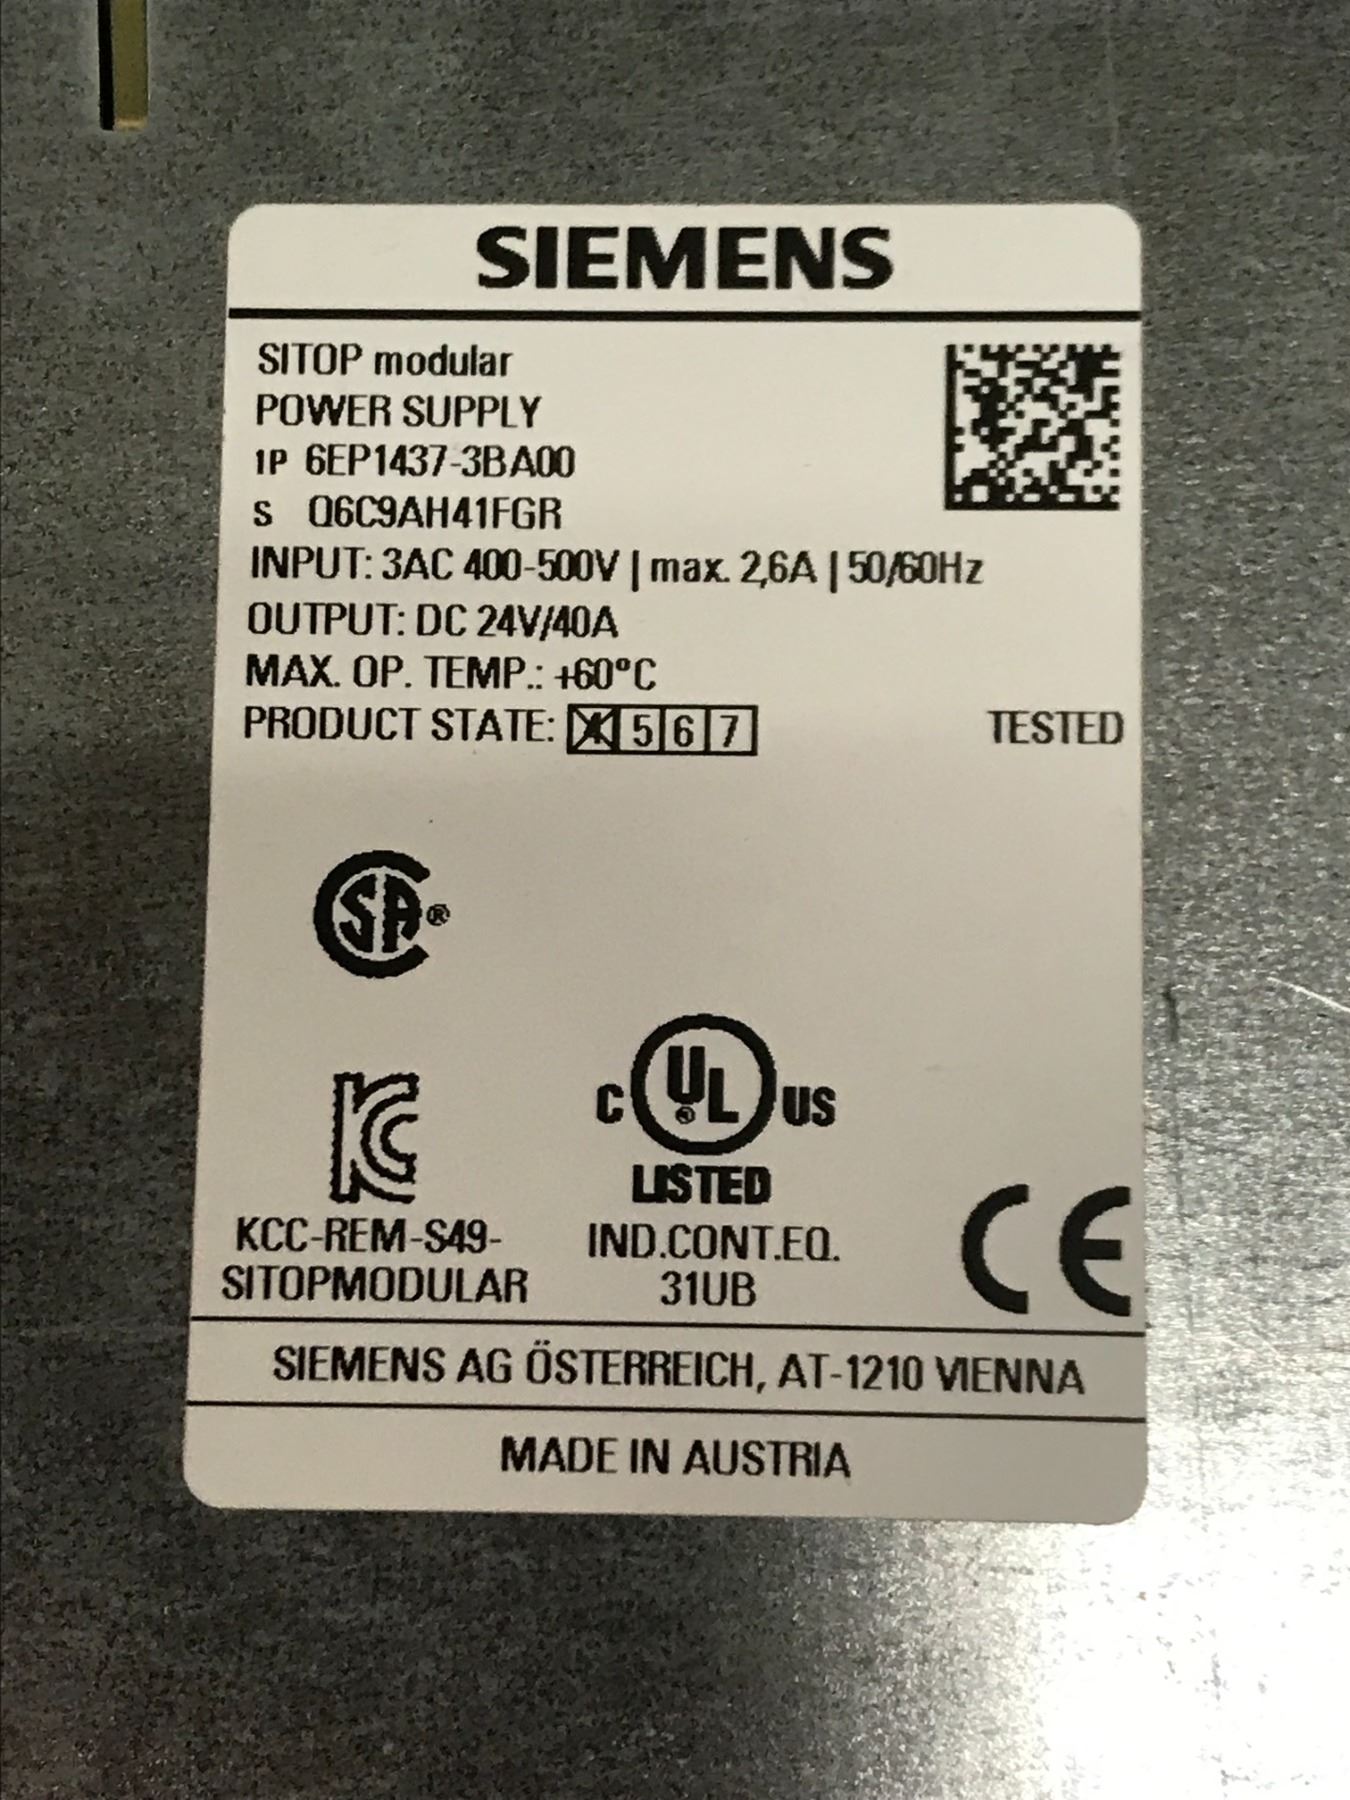 SIEMENS
SITOP modular
POWER SUPPLY
1P 6EP1437-3BA00
S Q6C9AH41FGR
INPUT: 3AC 400-500V | max. 2,6A | 50/60Hz
OUTPUT: DC 24V/40A
MAX. OP. TEMP.: +60°C
PRODUCT STATE: 4 5 6 7 TESTED
CSA®
C UL® US
LISTED
KCC-REM-S49-
SITOPMODULAR
IND.CONT.EQ.
31UB
CE
SIEMENS AG ÖSTERREICH, AT-1210 VIENNA
MADE IN AUSTRIA